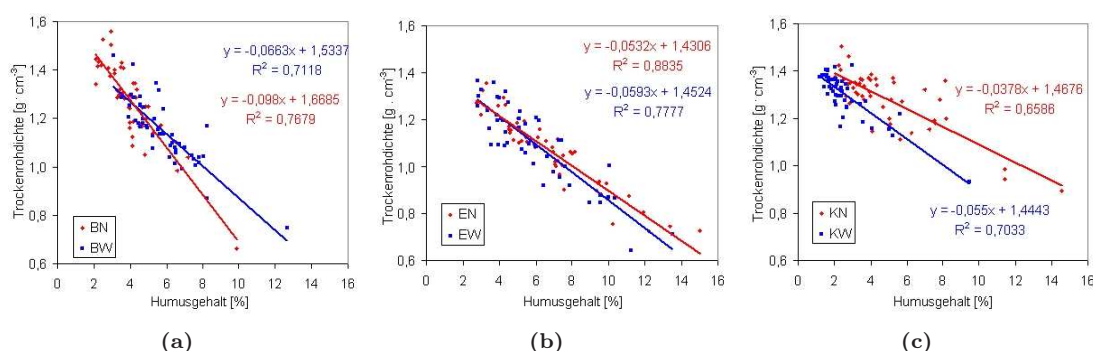 1,6
1,4
1,2
1,0
0,8
0,6
Trockenrohdichte [g·cm⁻³]
y = -0,0663x + 1,5337
R² = 0,7118
y = -0,098x + 1,6685
R² = 0,7679
BN
BW
0 2 4 6 8 10 12 14 16
Humusgehalt [%]
(a)
1,6
1,4
1,2
1,0
0,8
0,6
Trockenrohdichte [g . cm⁻³]
y = -0,0532x + 1,4306
R² = 0,8835
y = -0,0593x + 1,4524
R² = 0,7777
EN
EW
0 2 4 6 8 10 12 14 16
Humusgehalt [%]
(b)
1,6
1,4
1,2
1,0
0,8
0,6
Trockenrohdichte [g·cm⁻³]
y = -0,0378x + 1,4676
R² = 0,6586
y = -0,055x + 1,4443
R² = 0,7033
KN
KW
0 2 4 6 8 10 12 14 16
Humusgehalt [%]
(c)